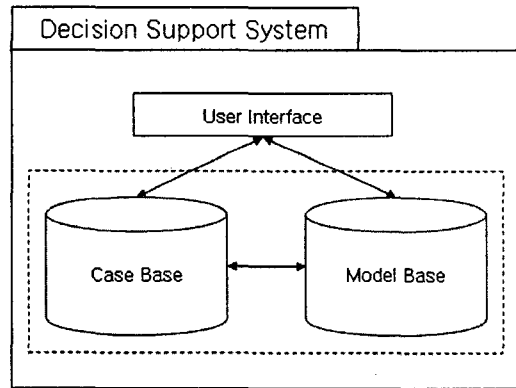 Decision Support System
User Interface
Case Base
Model Base